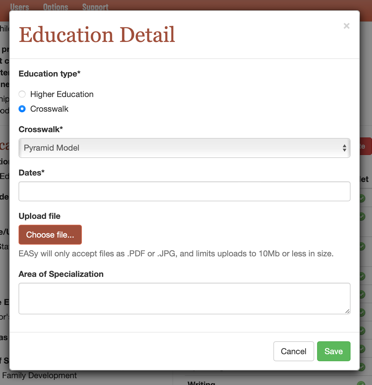 Users Options Support
Education Detail
×
Education type*
Higher Education
Crosswalk
Crosswalk*
Pyramid Model
Dates*
Upload file
Choose file...
EASy will only accept files as .PDF or .JPG, and limits uploads to 10Mb or less in size.
Area of Specialization
Cancel Save
Family Development
Writing